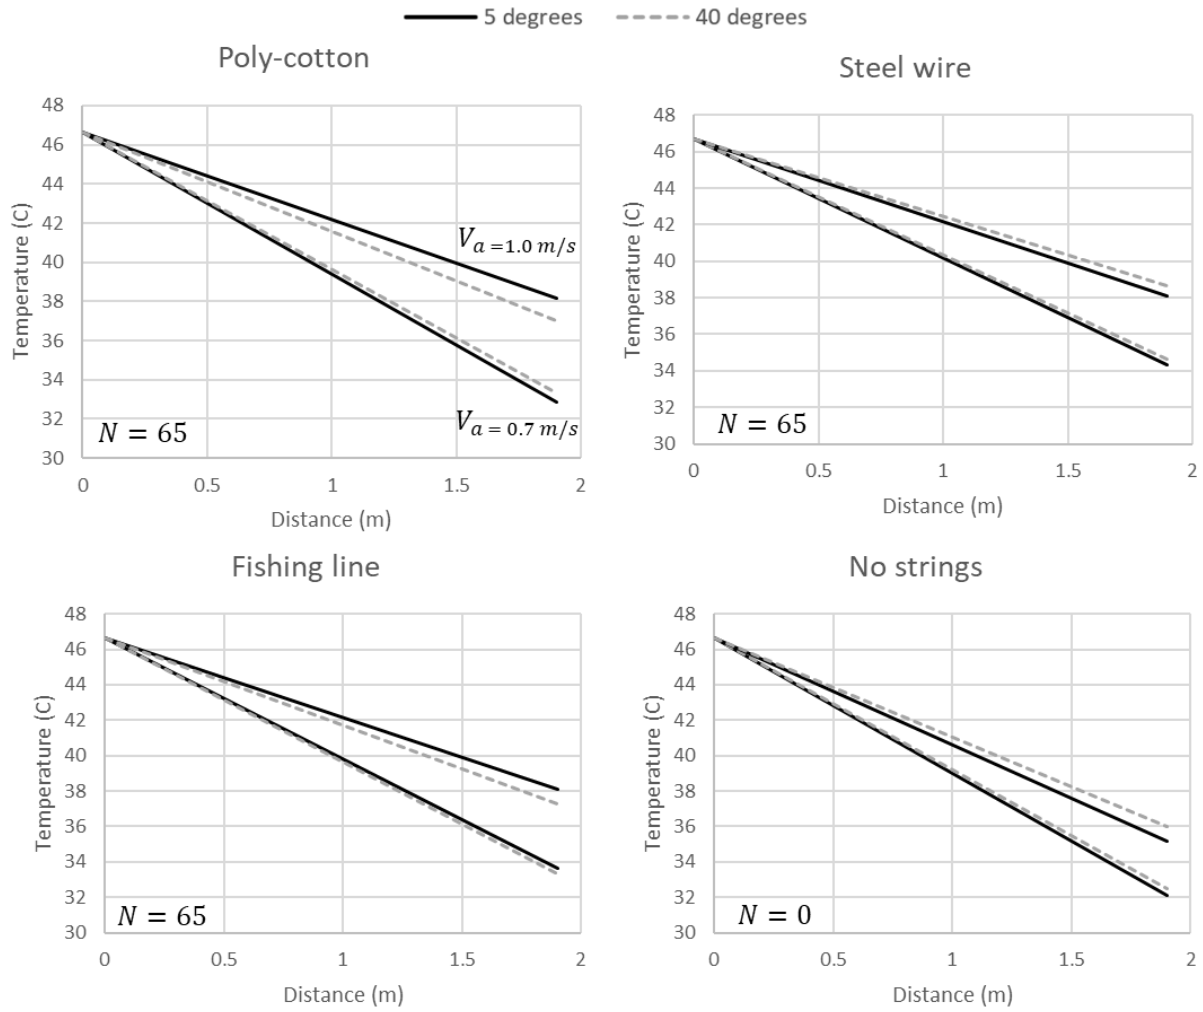 5 degrees 40 degrees
Poly-cotton
48
46
44
42
40
38
36
34
32
30
Temperature (C)
V_{a = 1.0 m/s}
V_{a = 0.7 m/s}
N = 65
0 0.5 1 1.5 2
Distance (m)
Steel wire
48
46
44
42
40
38
36
34
32
30
Temperature (C)
N = 65
0 0.5 1 1.5 2
Distance (m)
Fishing line
48
46
44
42
40
38
36
34
32
30
Temperature (C)
N = 65
0 0.5 1 1.5 2
Distance (m)
No strings
48
46
44
42
40
38
36
34
32
30
Temperature (C)
N = 0
0 0.5 1 1.5 2
Distance (m)